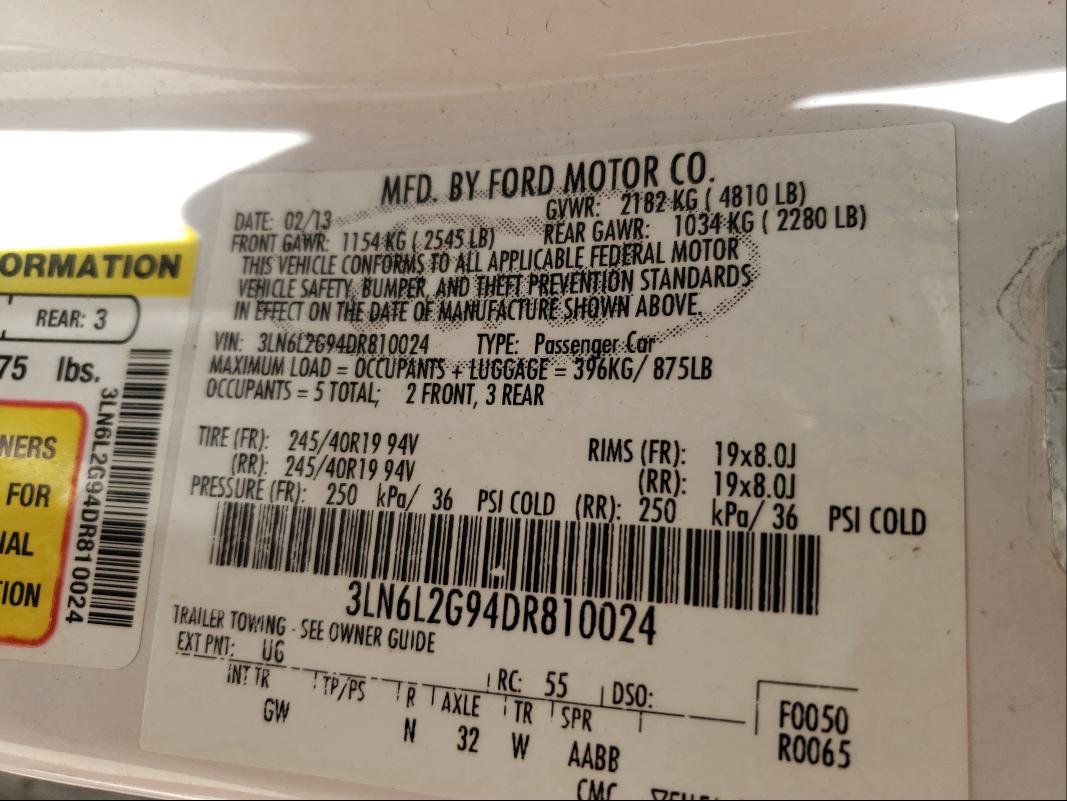 ORMATION
REAR: 3
75 lbs.
3LN6L2G94DR810024
NERS
FOR
NAL
ION
MFD. BY FORD MOTOR CO.
DATE: 02/13 GVWR: 2182 KG ( 4810 LB)
FRONT GAWR: 1154 KG ( 2545 LB) REAR GAWR: 1034 KG ( 2280 LB)
THIS VEHICLE CONFORMS TO ALL APPLICABLE FEDERAL MOTOR
VEHICLE SAFETY, BUMPER, AND THEFT PREVENTION STANDARDS
IN EFFECT ON THE DATE OF MANUFACTURE SHOWN ABOVE.
VIN: 3LN6L2G94DR810024 TYPE: Passenger Car
MAXIMUM LOAD = OCCUPANTS + LUGGAGE = 396KG/ 875LB
OCCUPANTS = 5 TOTAL; 2 FRONT, 3 REAR
TIRE (FR): 245/40R19 94V RIMS (FR): 19x8.0J
(RR): 245/40R19 94V (RR): 19x8.0J
PRESSURE (FR): 250 kPa/ 36 PSI COLD (RR): 250 kPa/ 36 PSI COLD
3LN6L2G94DR810024
TRAILER TOWING - SEE OWNER GUIDE
EXT PNT: UG RC: 55 DSO:
INT TR TP/PS R AXLE TR SPR F0050
GW N 32 W AABB R0065
CMC